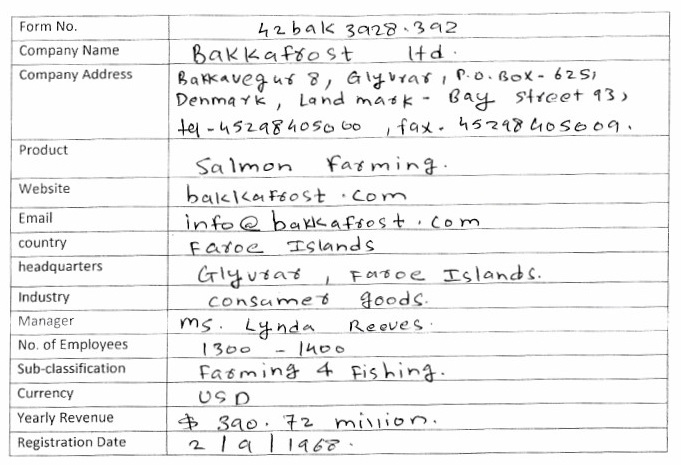 Form No. 42bak 3928.392
Company Name Bakkafrost ltd.
Company Address Bakkavegur 8, Glyvrar, P.O. BOX - 625,
Denmark, Land mark - Bay street 93,
tel - 45298405000, fax. 45298405009.
Product Salmon farming.
Website bakkafrost.com
Email info@bakkafrost.com
country Faroe Islands
headquarters Glyvrar, Faroe Islands.
Industry consumer goods.
Manager ms. Lynda Reeves.
No. of Employees 1300 - 1400
Sub-classification farming & fishing.
Currency USD
Yearly Revenue $ 390.72 million.
Registration Date 2/9/1968.